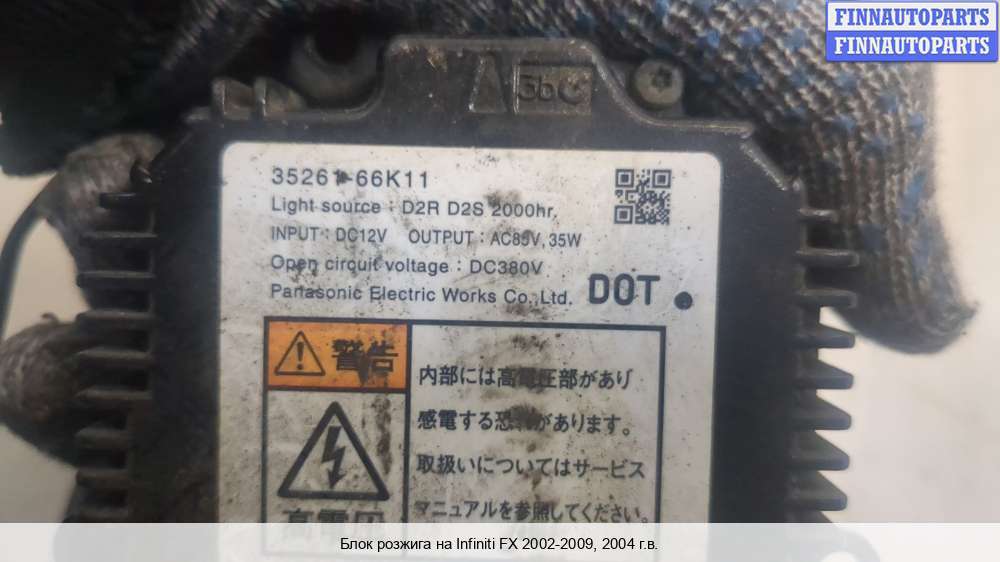 FINNAUTOPARTS
FINNAUTOPARTS
35261-66K11
Light source : D2R D2S 2000hr.
INPUT : DC12V OUTPUT : AC85V, 35W
Open circuit voltage : DC380V
Panasonic Electric Works Co.,Ltd. DOT
警告
内部には高電圧部があり
感電する恐れがあります。
取扱いについてはサービス
マニュアルを参照してください。
高電圧
Блок розжига на Infiniti FX 2002-2009, 2004 г.в.